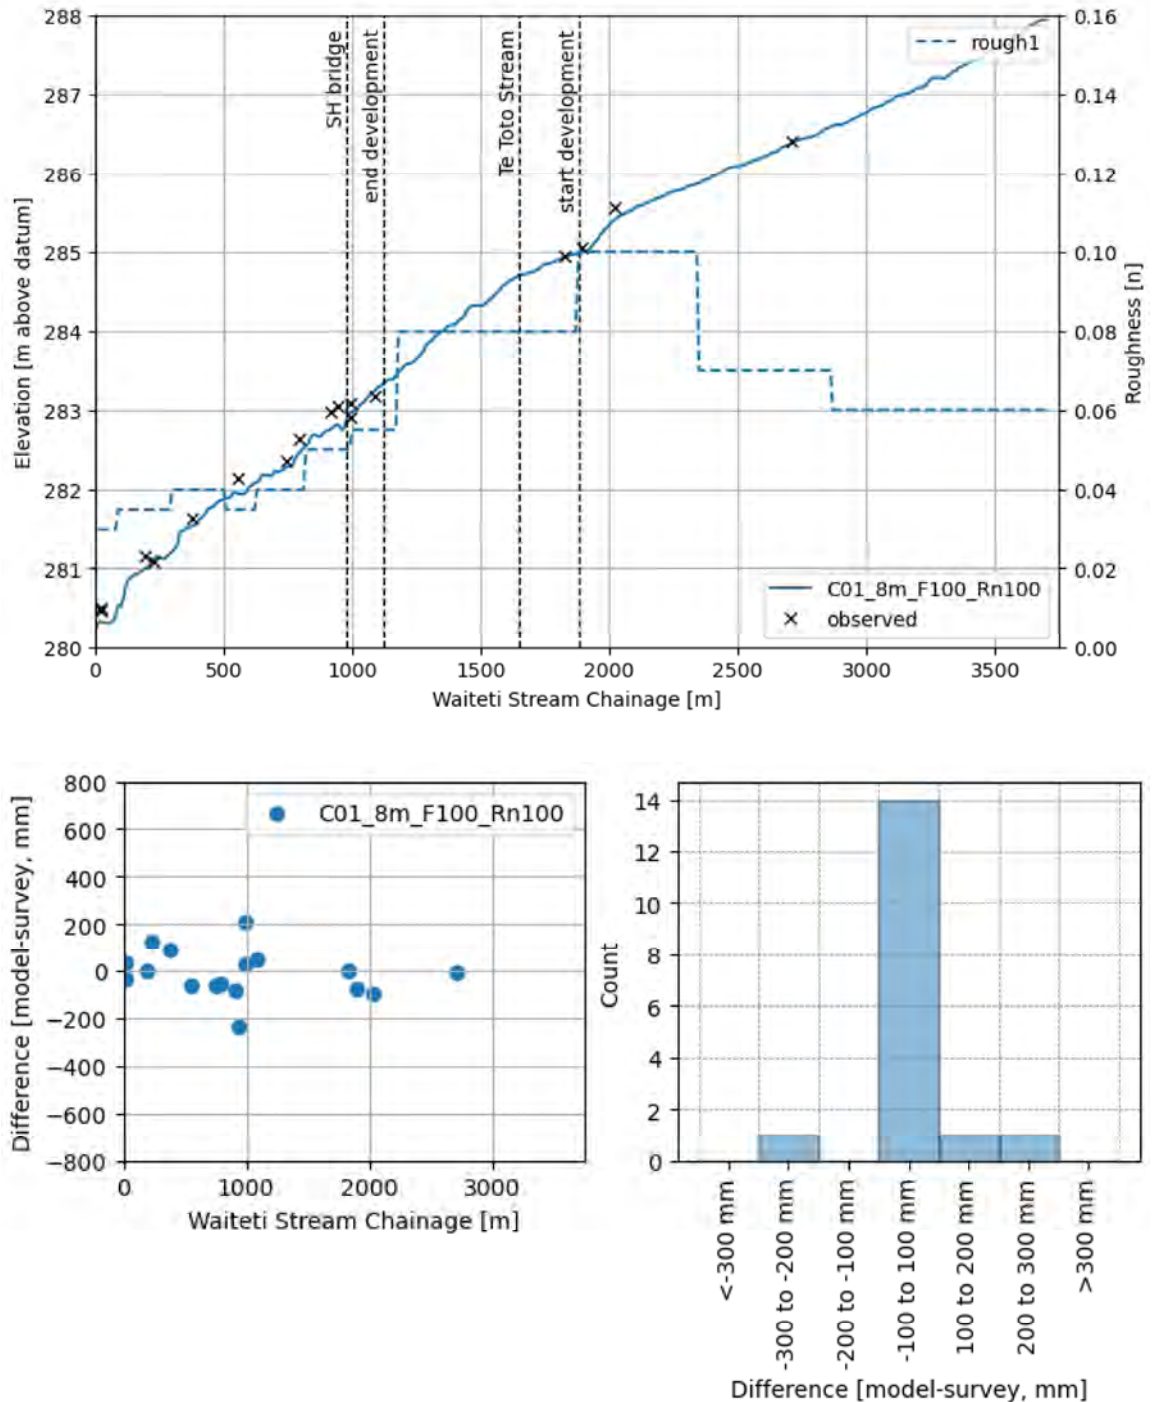 288
287
286
285
284
283
282
281
280
Elevation [m above datum]
SH bridge
end development
Te Toto Stream
start development
rough1
C01_8m_F100_Rn100
observed
0.16
0.14
0.12
0.10
0.08
0.06
0.04
0.02
0.00
Roughness [n]
0 500 1000 1500 2000 2500 3000 3500
Waiteti Stream Chainage [m]
800
600
400
200
0
−200
−400
−600
−800
Difference [model-survey, mm]
C01_8m_F100_Rn100
0 1000 2000 3000
Waiteti Stream Chainage [m]
14
12
10
8
6
4
2
0
Count
<-300 mm
-300 to -200 mm
-200 to -100 mm
-100 to 100 mm
100 to 200 mm
200 to 300 mm
>300 mm
Difference [model-survey, mm]